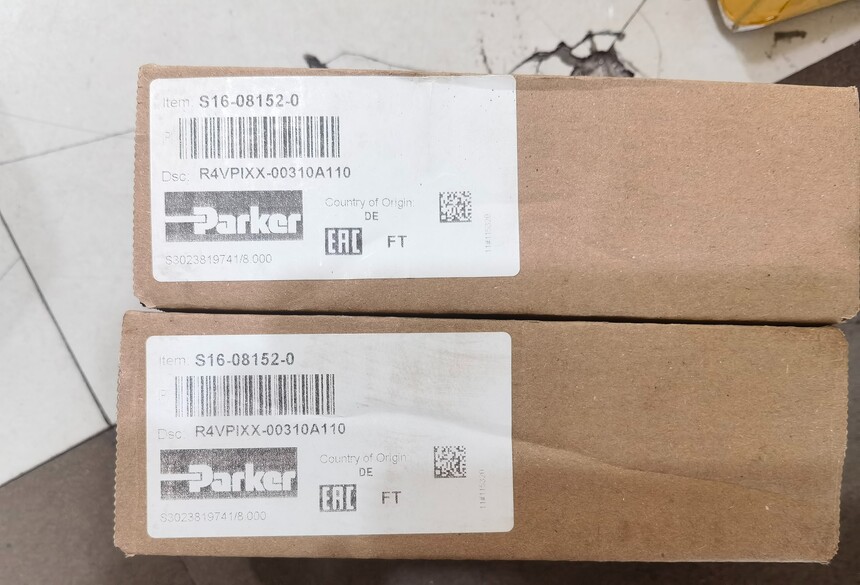 Item: S16-08152-0
Dsc: R4VPIXX-00310A110
Parker
Country of Origin:
DE
EAC FT
S3023819741/8.000
Item: S16-08152-0
Dsc: R4VPIXX-00310A110
Parker
Country of Origin:
DE
EAC FT
S3023819741/8.000